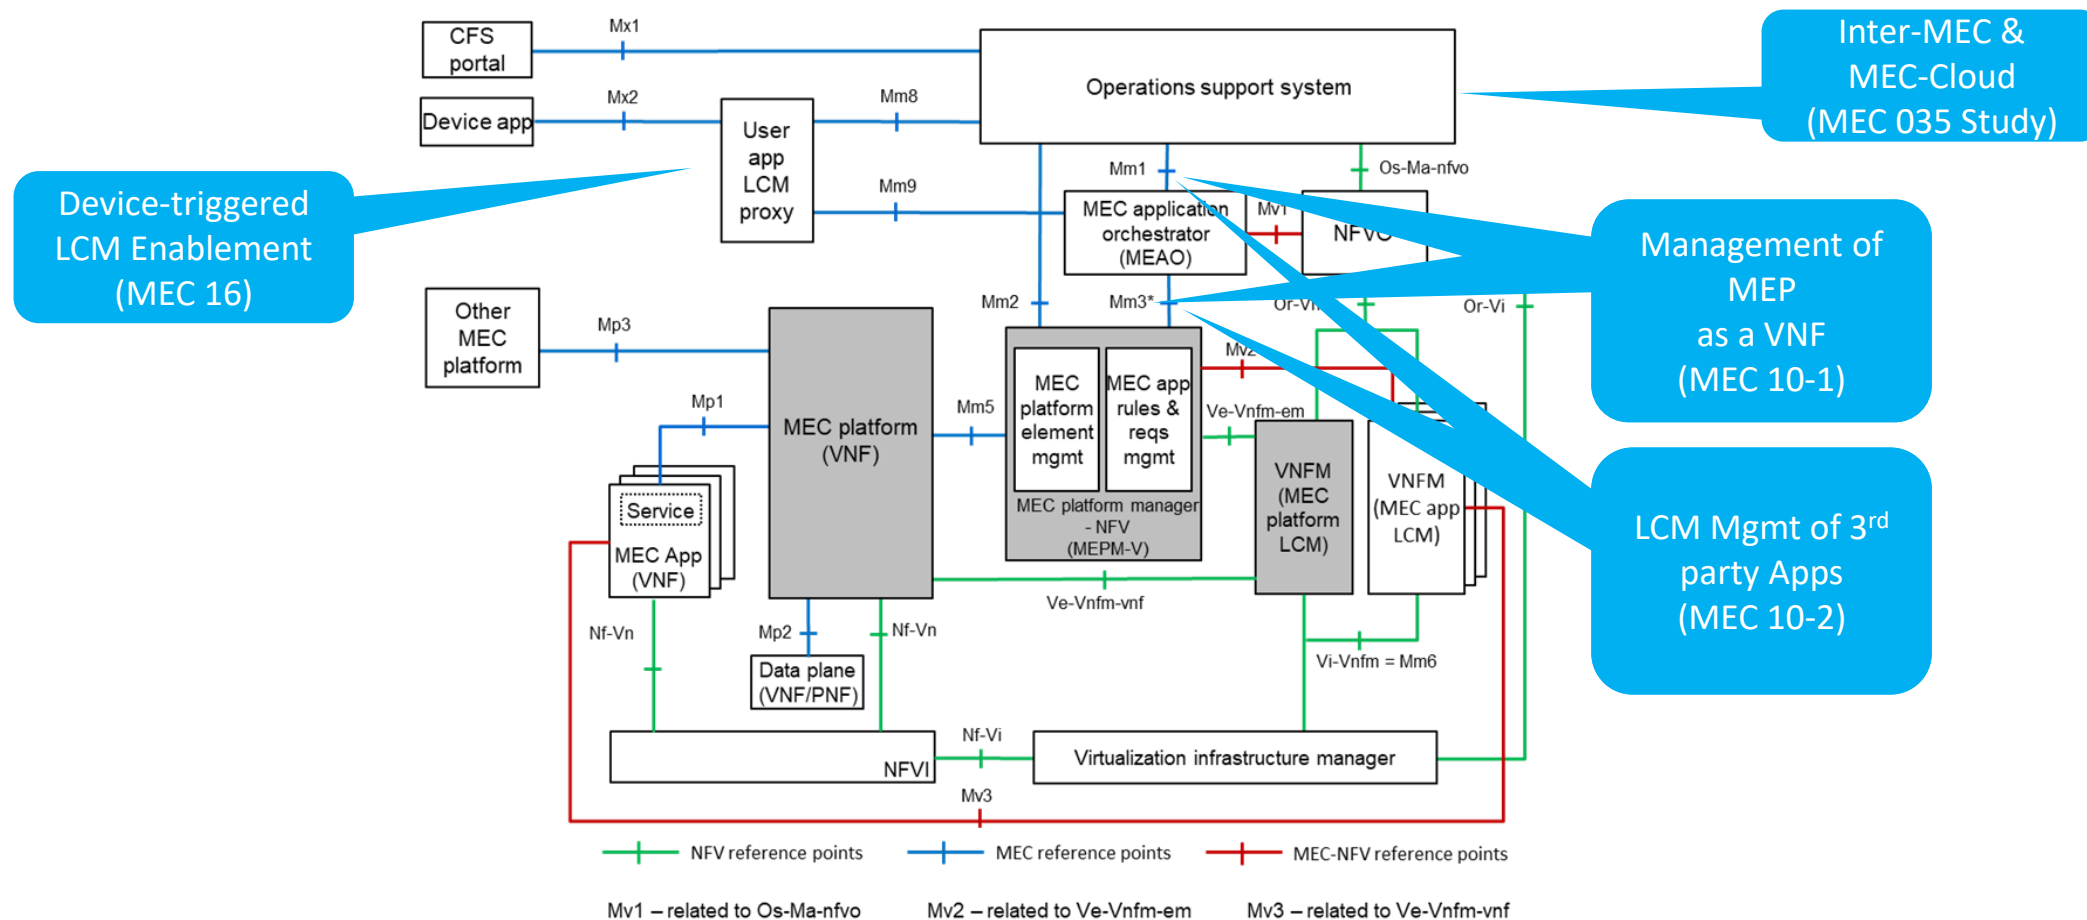 CFS
portal
Mx1
Operations support system
Inter-MEC &
MEC-Cloud
(MEC 035 Study)
Device app
Mx2
User
app
LCM
proxy
Mm8
Mm9
Mm1
Os-Ma-nfvo
Device-triggered
LCM Enablement
(MEC 16)
MEC application
orchestrator
(MEAO)
Mv1
Management of
MEP
as a VNF
(MEC 10-1)
Other
MEC
platform
Mp3
Mm2
Mm3*
Or-Vi
MEC platform
(VNF)
Mp1
Mm5
MEC
platform
element
mgmt
MEC app
rules &
reqs
mgmt
MEC platform manager
- NFV
(MEPM-V)
Mv2
Ve-Vnfm-em
VNFM
(MEC
platform
LCM)
VNFM
(MEC app
LCM)
LCM Mgmt of 3rd
party Apps
(MEC 10-2)
Service
MEC App
(VNF)
Ve-Vnfm-vnf
Nf-Vn
Mp2
Nf-Vn
Vi-Vnfm = Mm6
Data plane
(VNF/PNF)
NFVI
Nf-Vi
Virtualization infrastructure manager
Mv3
NFV reference points
MEC reference points
MEC-NFV reference points
Mv1 – related to Os-Ma-nfvo
Mv2 – related to Ve-Vnfm-em
Mv3 – related to Ve-Vnfm-vnf